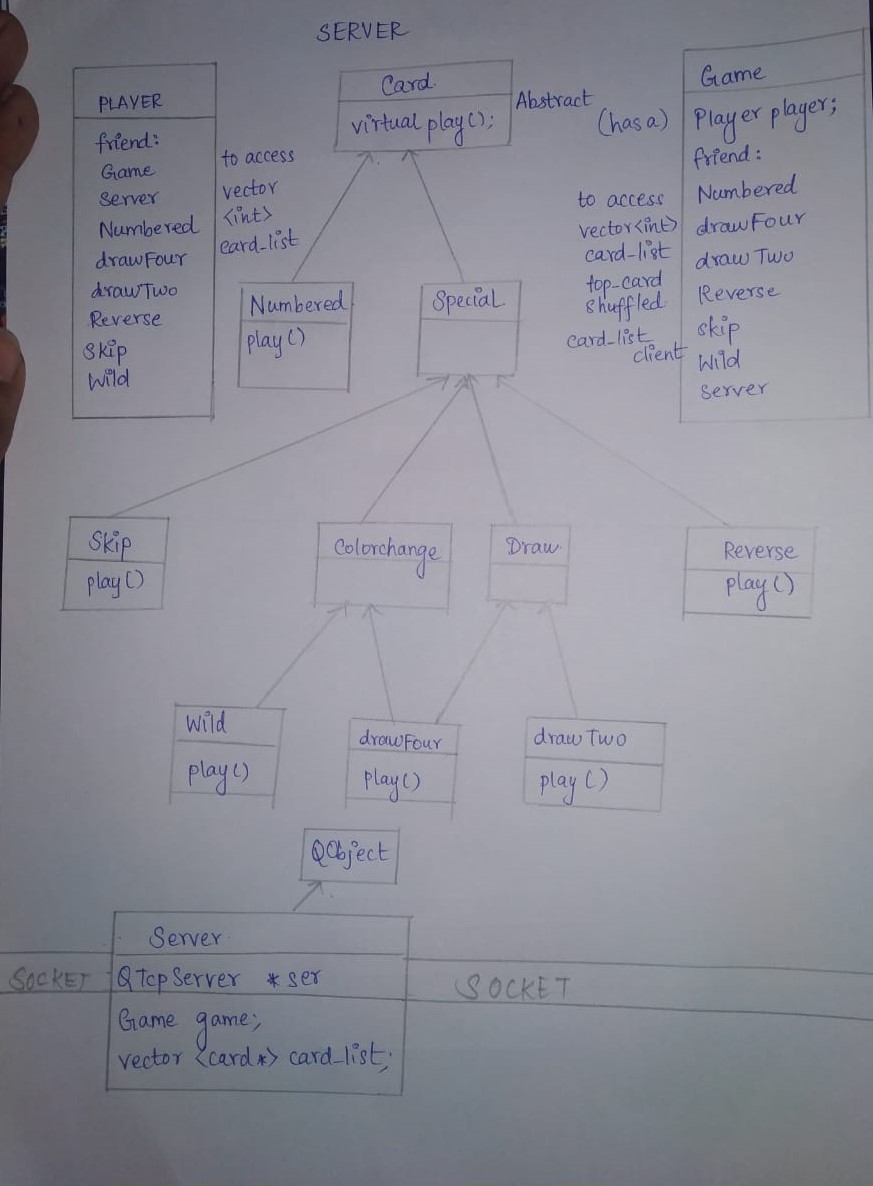 SERVER
PLAYER
friend:
Game
Server
Numbered
drawFour
drawTwo
Reverse
Skip
Wild
to access
vector
<int>
card_list
Card
virtual play();
Abstract
(has a)
Game
Player player;
friend:
Numbered
drawFour
draw Two
Reverse
skip
Wild
Server
to access
vector<int>
card-list
top-card
shuffled
card-list
client
Numbered
play()
Special
Skip
play()
Colorchange
Draw
Reverse
play()
Wild
play()
drawFour
play()
draw Two
play()
QObject
Server
SOCKET
QTcpServer *ser
SOCKET
Game game;
vector <card*> card_list;